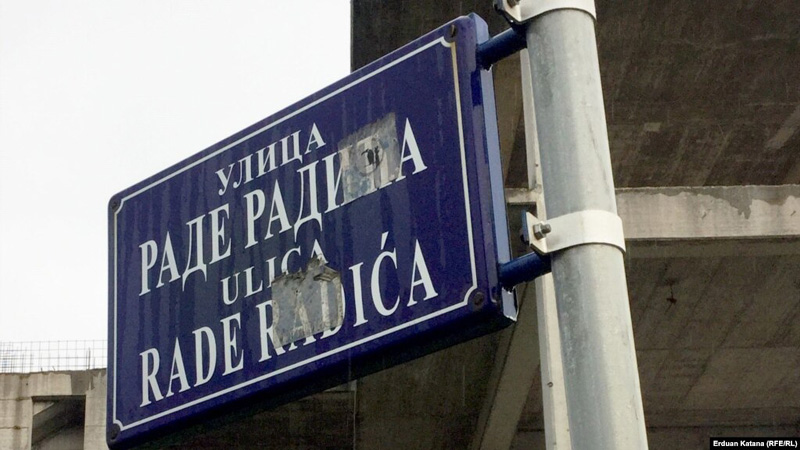 УЛИЦА
РАДЕ РАДИЋА
ULICA
RADE RADIĆA
Erduan Katana (RFE/RL)